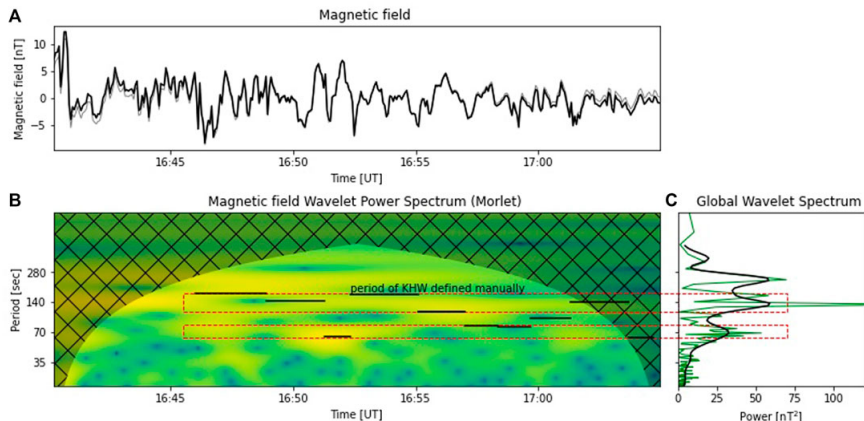 A
Magnetic field
Magnetic field [nT]
10
5
0
−5
16:45
16:50
16:55
17:00
Time [UT]
B
Magnetic field Wavelet Power Spectrum (Morlet)
Period [sec]
280
140
70
35
period of KHW defined manually
16:45
16:50
16:55
17:00
Time [UT]
C
Global Wavelet Spectrum
0
25
50
75
100
Power [nT²]